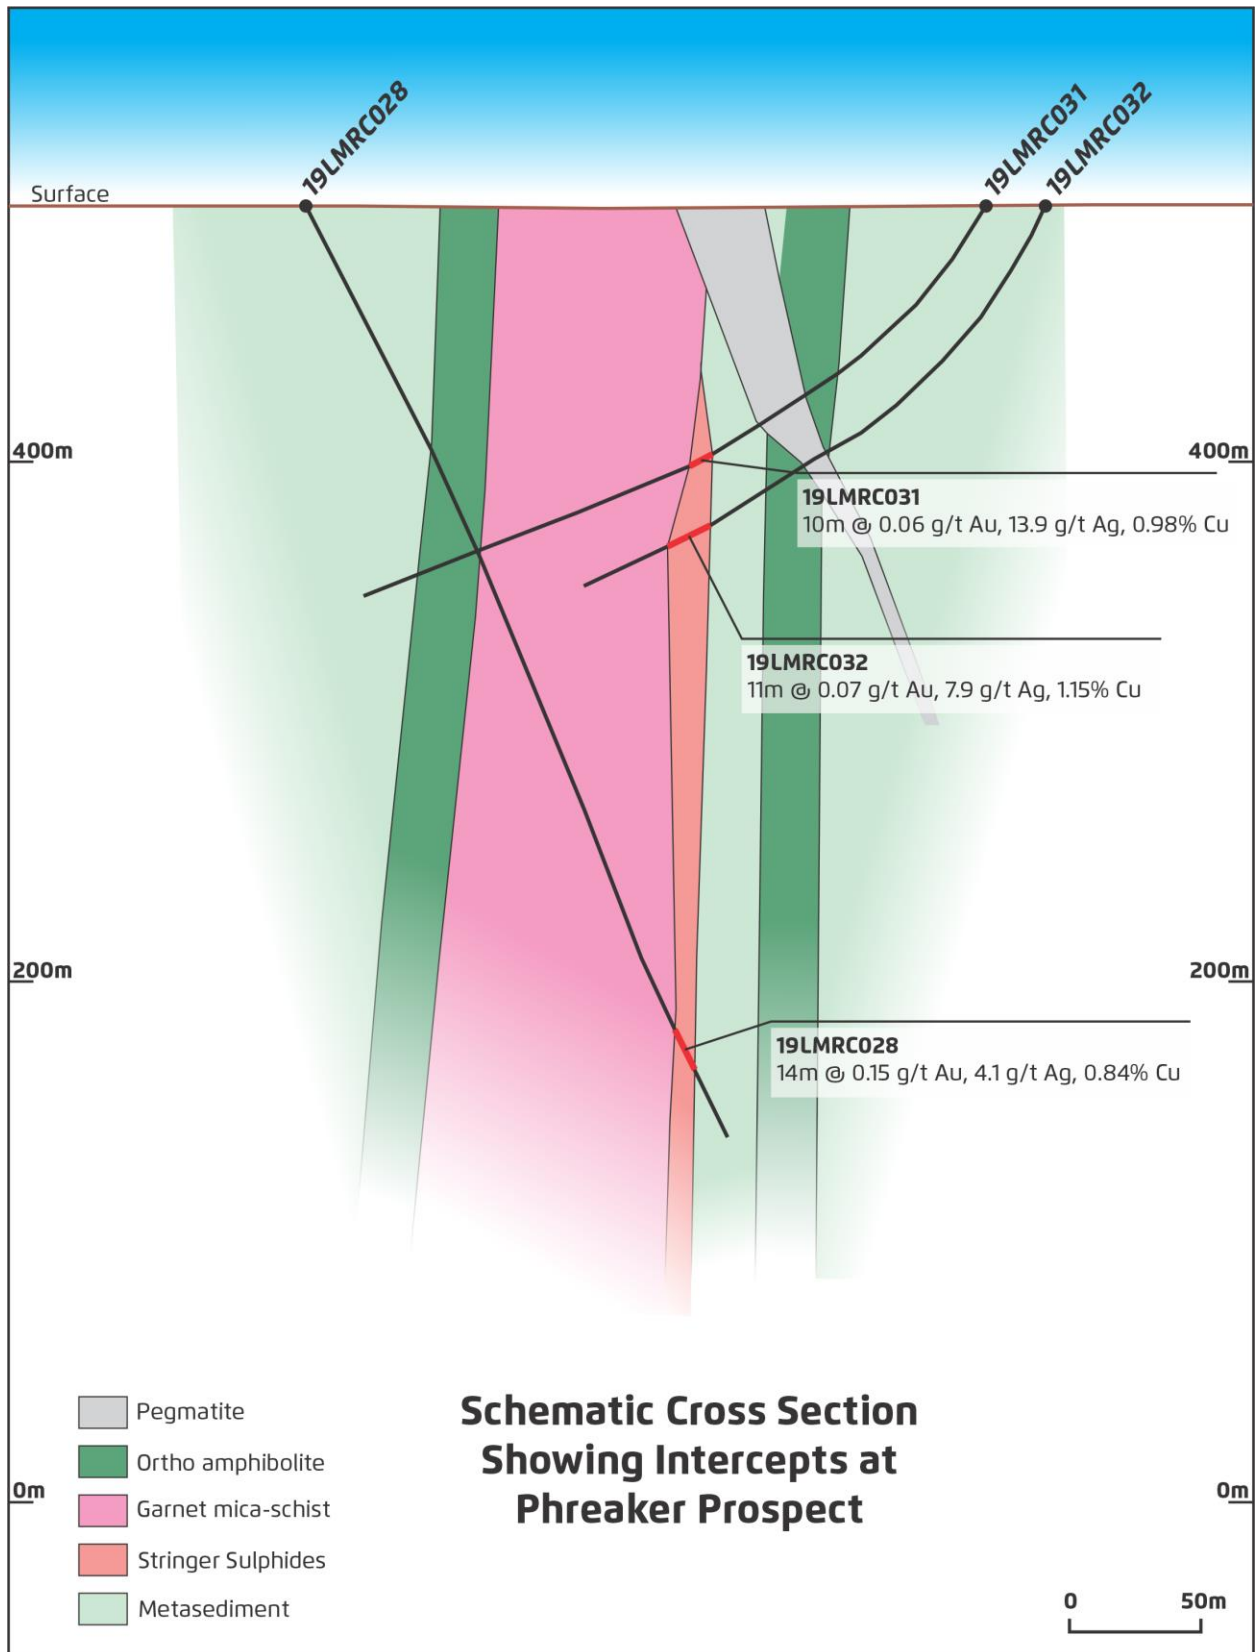 19LMRC028
19LMRC031
19LMRC032
Surface
400m
400m
19LMRC031
10m @ 0.06 g/t Au, 13.9 g/t Ag, 0.98% Cu
19LMRC032
11m @ 0.07 g/t Au, 7.9 g/t Ag, 1.15% Cu
200m
200m
19LMRC028
14m @ 0.15 g/t Au, 4.1 g/t Ag, 0.84% Cu
Schematic Cross Section
Showing Intercepts at
Phreaker Prospect
Pegmatite
Ortho amphibolite
0m
0m
Garnet mica-schist
Stringer Sulphides
Metasediment
0 50m